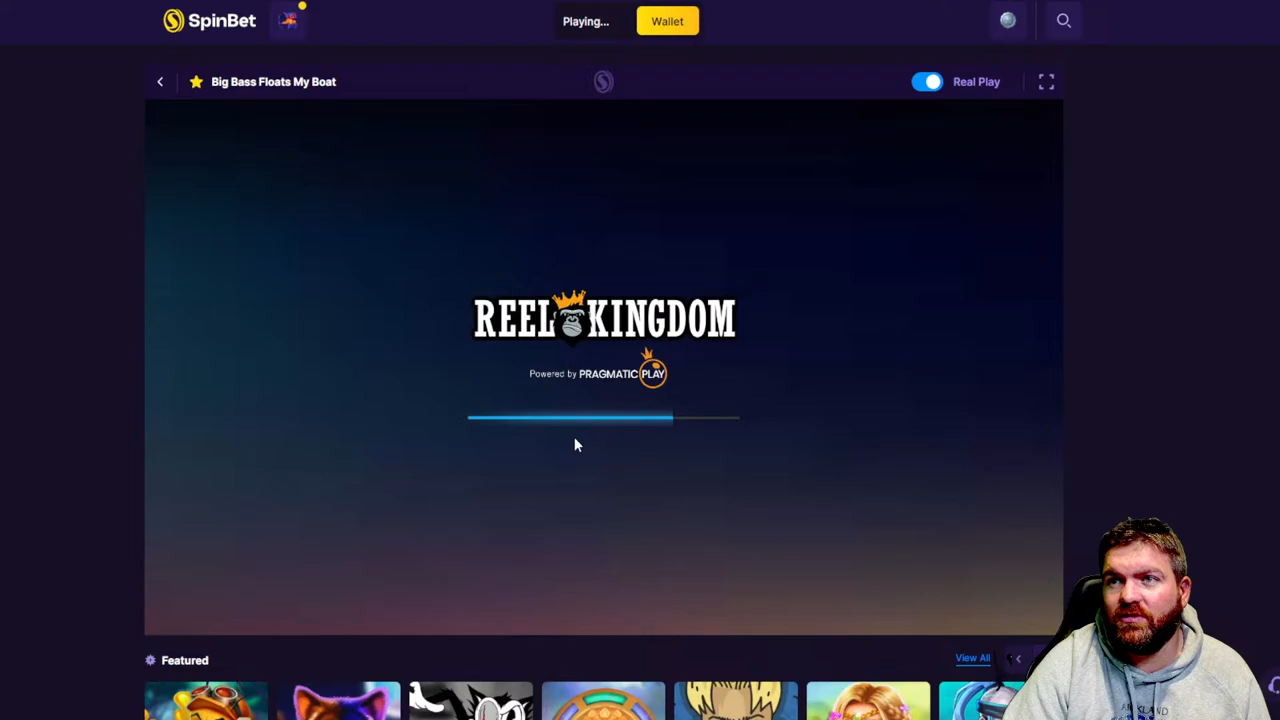 SpinBet
Playing...
Wallet
Big Bass Floats My Boat
Real Play
REEL KINGDOM
Powered by PRAGMATIC PLAY
Featured
View All